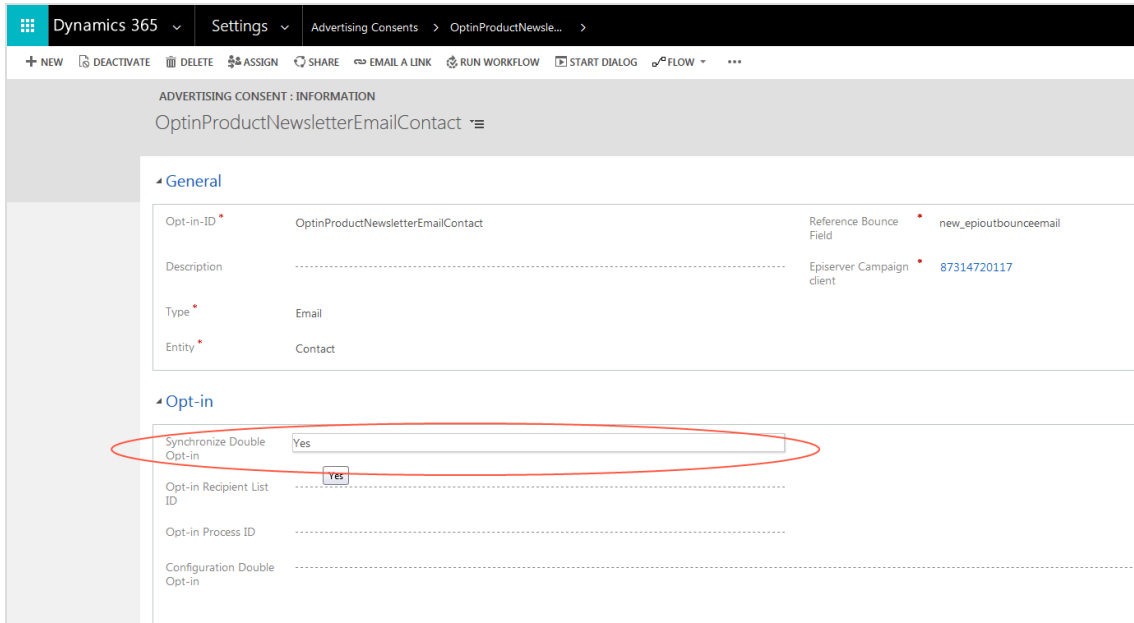 Dynamics 365 Settings Advertising Consents > OptinProductNewsle... >
+ NEW DEACTIVATE DELETE ASSIGN SHARE EMAIL A LINK RUN WORKFLOW START DIALOG FLOW ...
ADVERTISING CONSENT : INFORMATION
OptinProductNewsletterEmailContact
General
Opt-in-ID * OptinProductNewsletterEmailContact
Reference Bounce * new_epioutbounceemail
Field
Description
Episerver Campaign * 87314720117
client
Type * Email
Entity * Contact
Opt-in
Synchronize Double Yes
Opt-in
Yes
Opt-in Recipient List
ID
Opt-in Process ID
Configuration Double
Opt-in